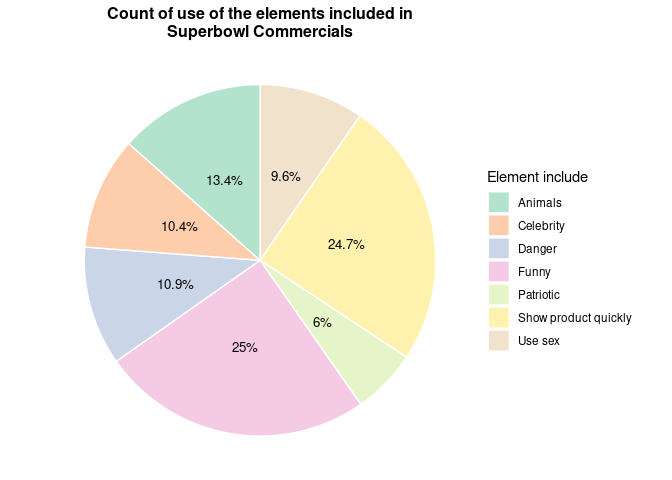 Count of use of the elements included in
Superbowl Commercials
9.6%
13.4%
10.4%
24.7%
10.9%
6%
25%
Element include
Animals
Celebrity
Danger
Funny
Patriotic
Show product quickly
Use sex